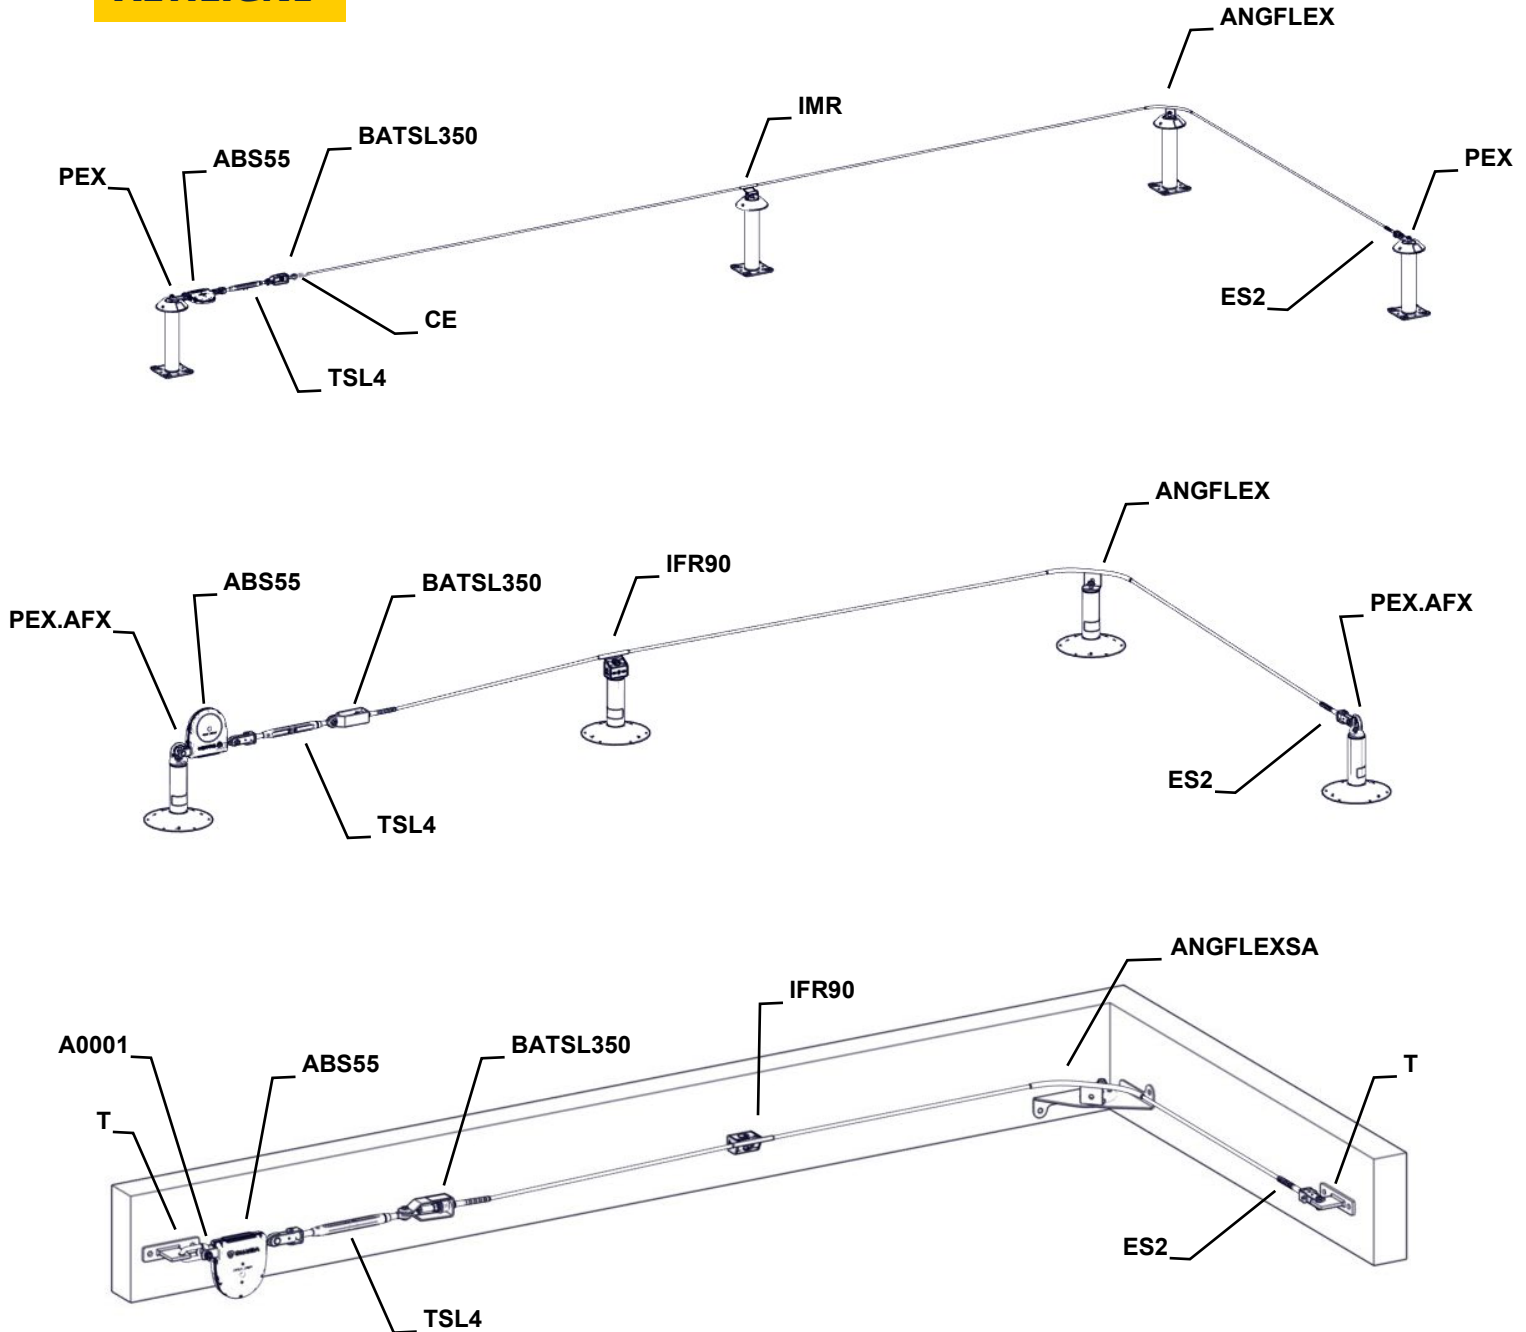 ANGFLEX
IMR
BATSL350
ABS55
PEX
PEX
ES2
CE
TSL4
ANGFLEX
IFR90
ABS55
BATSL350
PEX.AFX
PEX.AFX
ES2
TSL4
ANGFLEXSA
IFR90
A0001
ABS55
BATSL350
T
T
ES2
TSL4